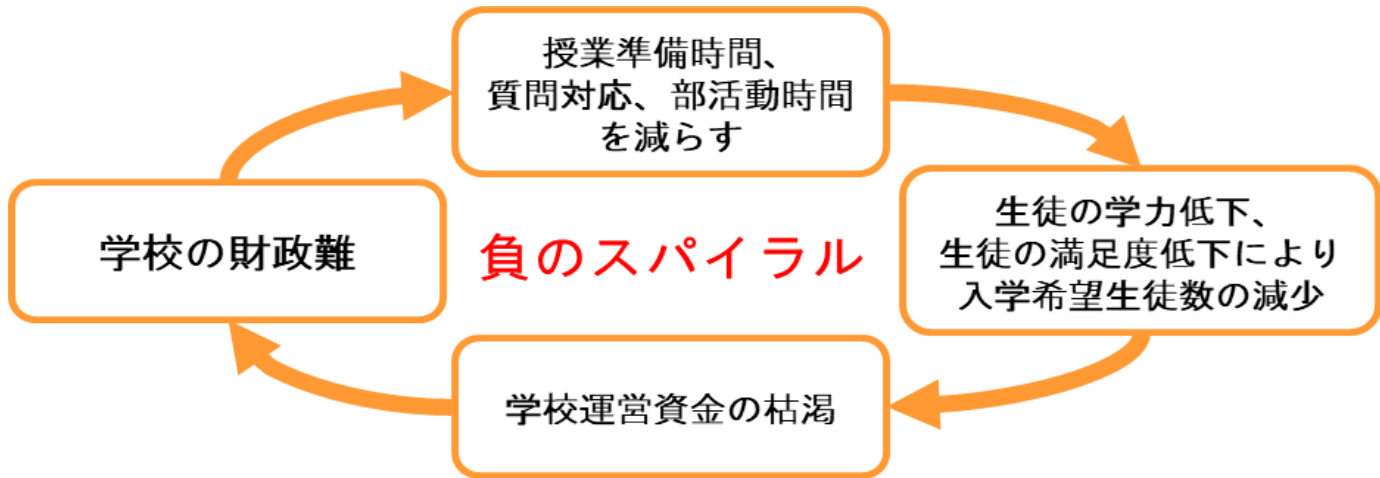 授業準備時間、
質問対応、部活動時間
を減らす
学校の財政難
負のスパイラル
生徒の学力低下、
生徒の満足度低下により
入学希望生徒数の減少
学校運営資金の枯渇